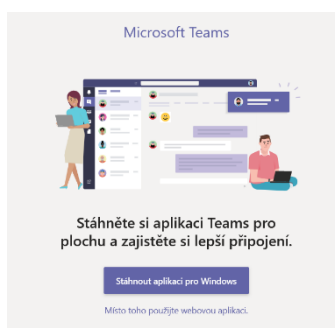 Microsoft Teams
Stáhněte si aplikaci Teams pro
plochu a zajistěte si lepší připojení.
Stáhnout aplikaci pro Windows
Místo toho použijte webovou aplikaci.